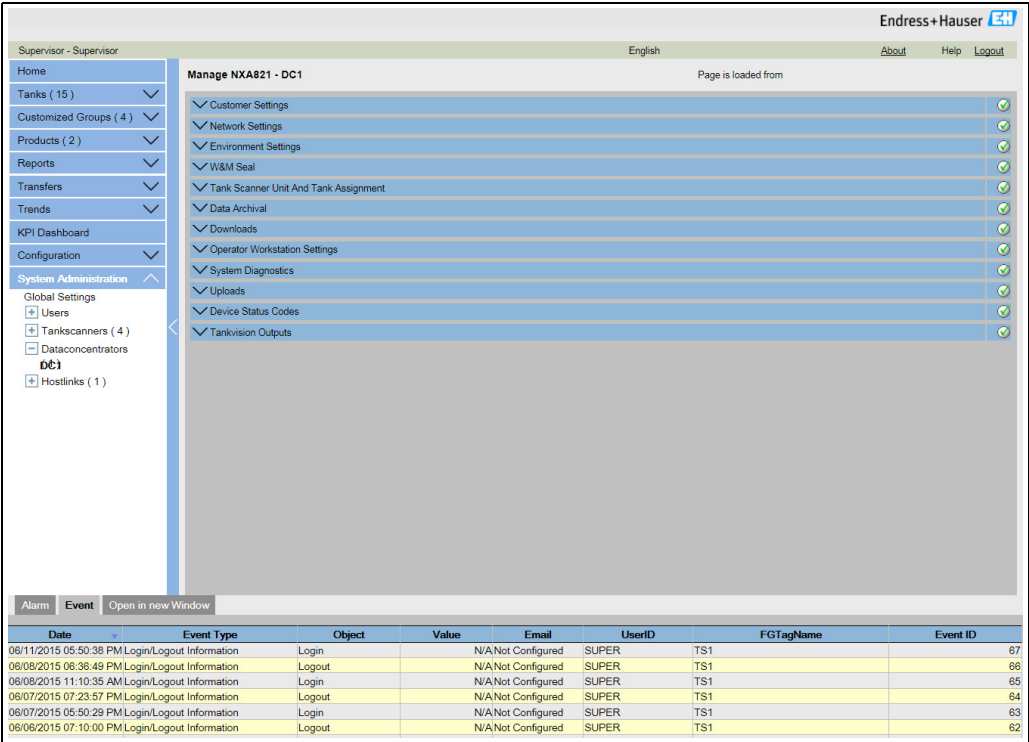 Endress+Hauser EH
Supervisor - Supervisor English About Help Logout
Home
Tanks ( 15 )
Customized Groups ( 4 )
Products ( 2 )
Reports
Transfers
Trends
KPI Dashboard
Configuration
System Administration
Global Settings
Users
Tankscanners ( 4 )
Dataconcentrators
DC1
Hostlinks ( 1 )
Manage NXA821 - DC1 Page is loaded from
Customer Settings
Network Settings
Environment Settings
W&M Seal
Tank Scanner Unit And Tank Assignment
Data Archival
Downloads
Operator Workstation Settings
System Diagnostics
Uploads
Device Status Codes
Tankvision Outputs
Alarm Event Open in new Window
Date Event Type Object Value Email UserID FGTagName Event ID
06/11/2015 05:50:38 PM Login/Logout Information Login N/A Not Configured SUPER TS1 67
06/08/2015 06:36:49 PM Login/Logout Information Logout N/A Not Configured SUPER TS1 66
06/08/2015 11:10:35 AM Login/Logout Information Login N/A Not Configured SUPER TS1 65
06/07/2015 07:23:57 PM Login/Logout Information Logout N/A Not Configured SUPER TS1 64
06/07/2015 05:50:29 PM Login/Logout Information Login N/A Not Configured SUPER TS1 63
06/06/2015 07:10:00 PM Login/Logout Information Logout N/A Not Configured SUPER TS1 62